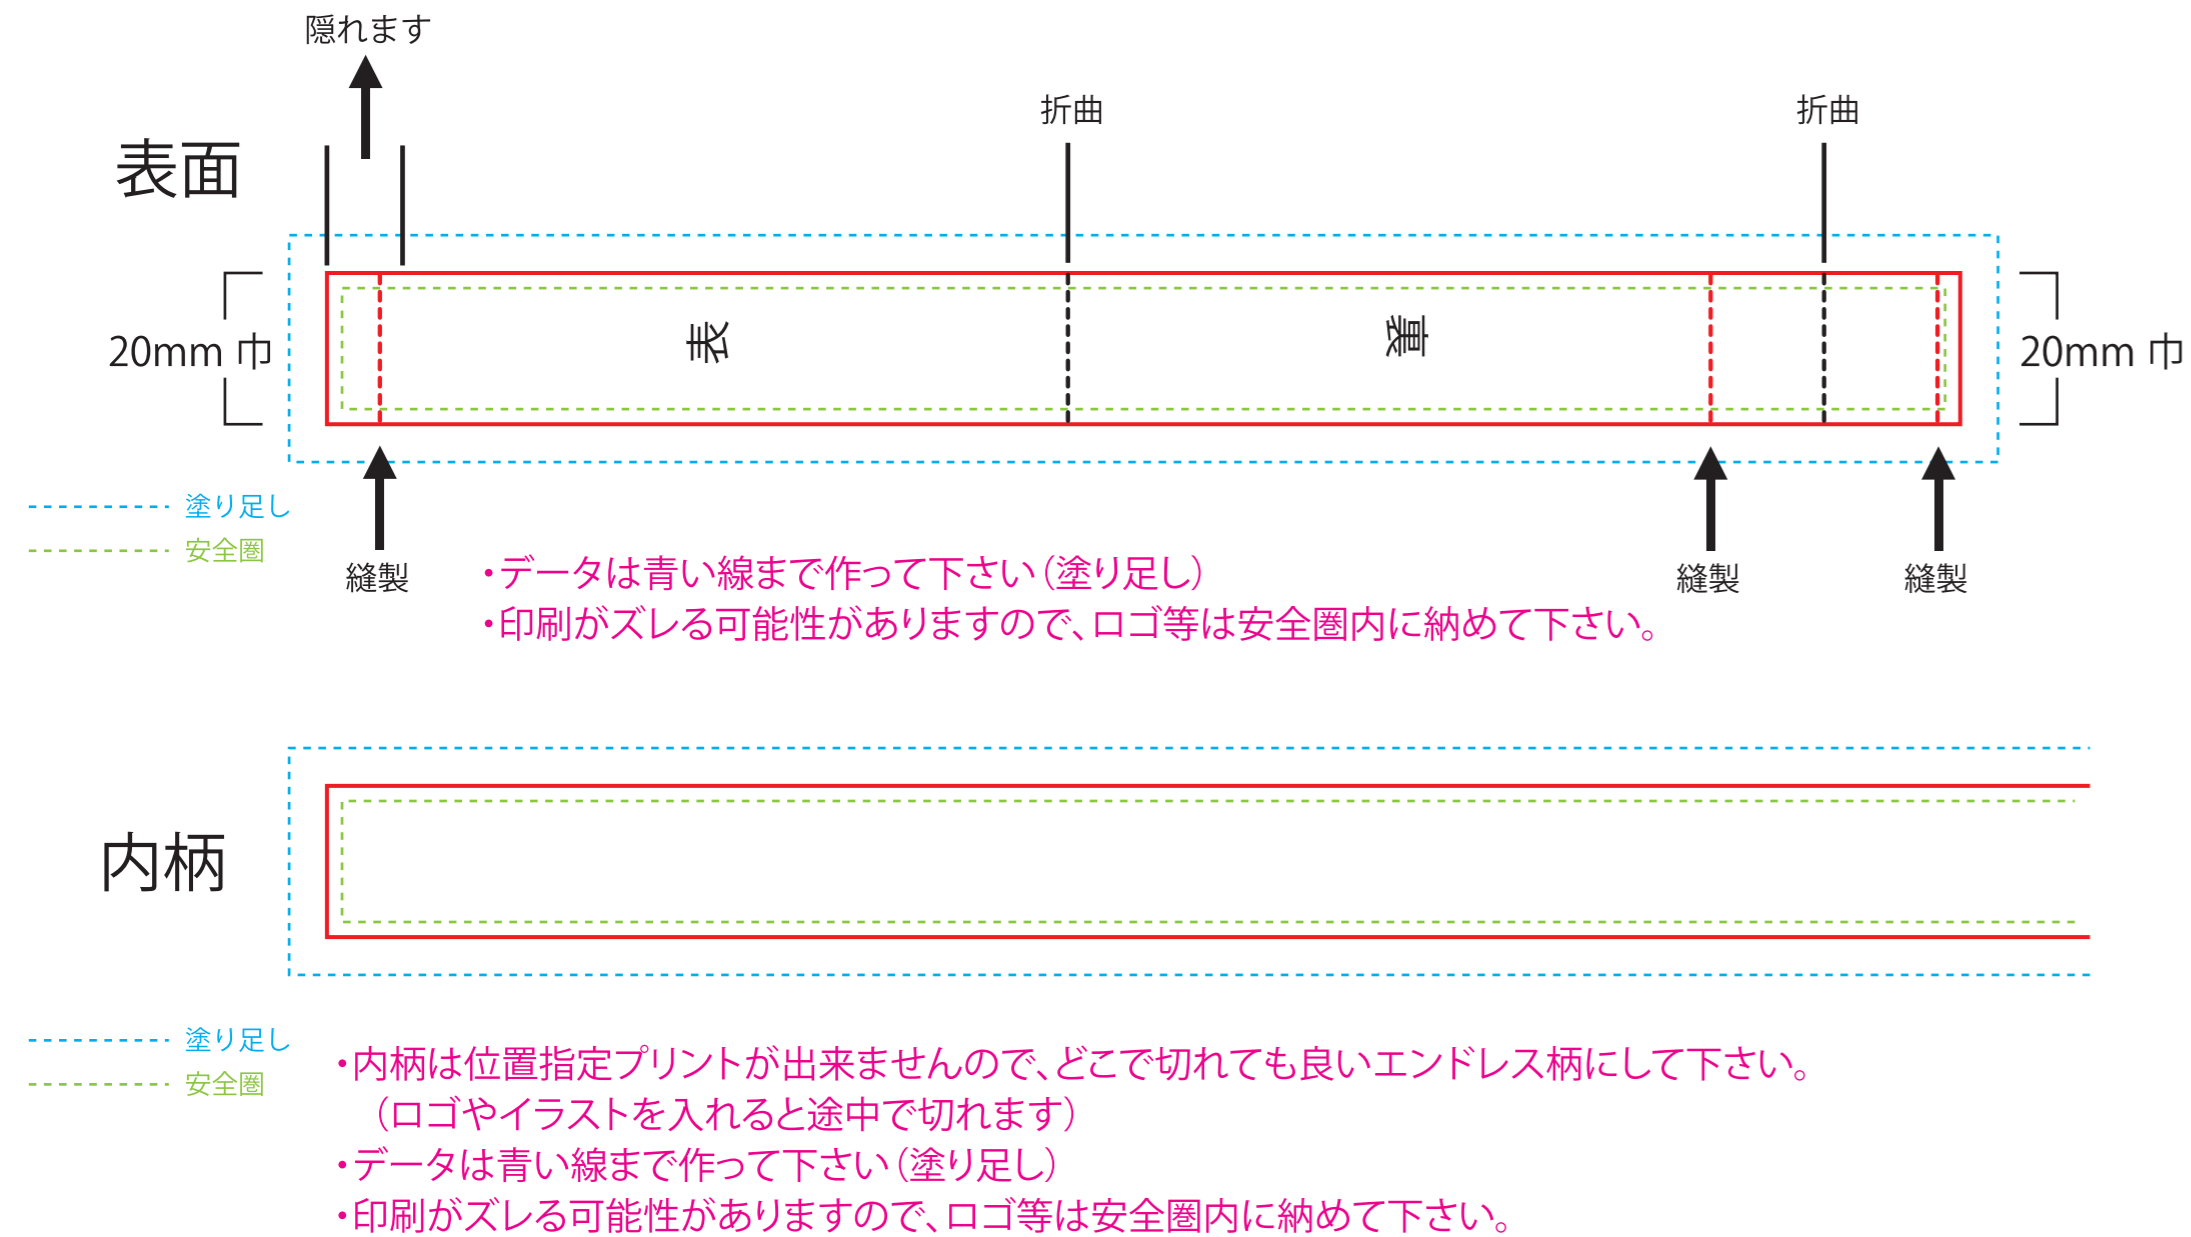 隠れます
折曲
折曲
表面
20mm 巾
表
裏
20mm 巾
塗り足し
安全圏
縫製
縫製
縫製
・データは青い線まで作って下さい（塗り足し）
・印刷がズレる可能性がありますので、ロゴ等は安全圏内に納めて下さい。
内柄
塗り足し
安全圏
・内柄は位置指定プリントが出来ませんので、どこで切れても良いエンドレス柄にして下さい。
（ロゴやイラストを入れると途中で切れます）
・データは青い線まで作って下さい（塗り足し）
・印刷がズレる可能性がありますので、ロゴ等は安全圏内に納めて下さい。